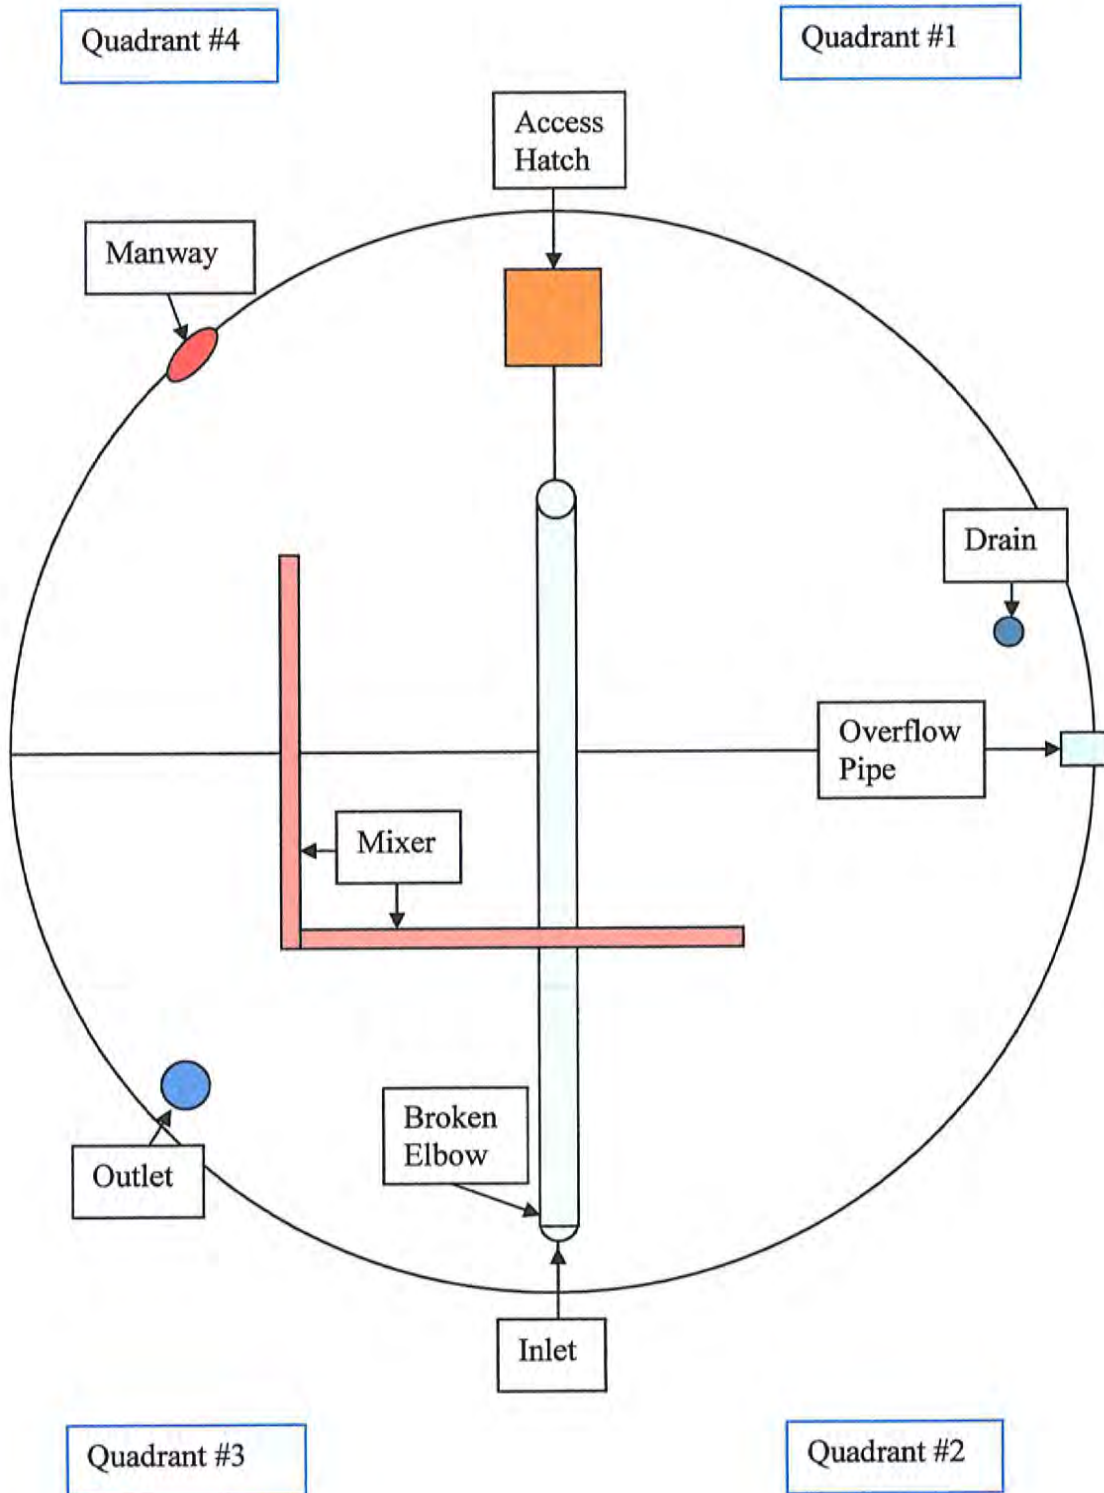 Quadrant #4
Quadrant #1
Access
Hatch
Manway
Drain
Overflow
Pipe
Mixer
Broken
Elbow
Outlet
Inlet
Quadrant #3
Quadrant #2